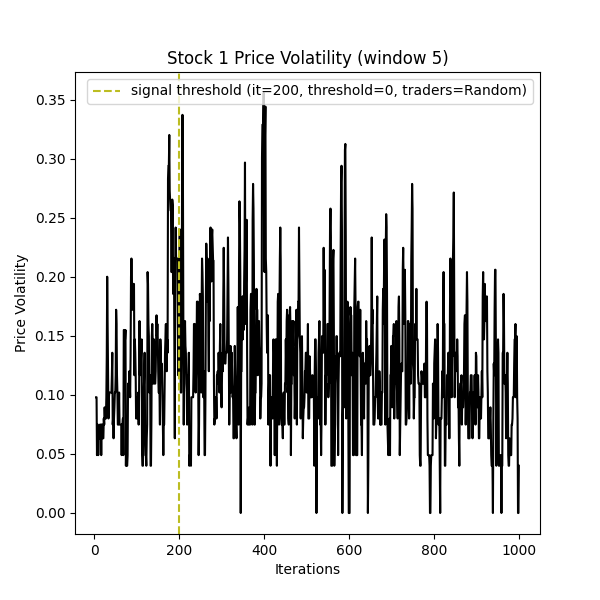 Stock 1 Price Volatility (window 5)
signal threshold (it=200, threshold=0, traders=Random)
Price Volatility
0.35
0.30
0.25
0.20
0.15
0.10
0.05
0.00
0 200 400 600 800 1000
Iterations